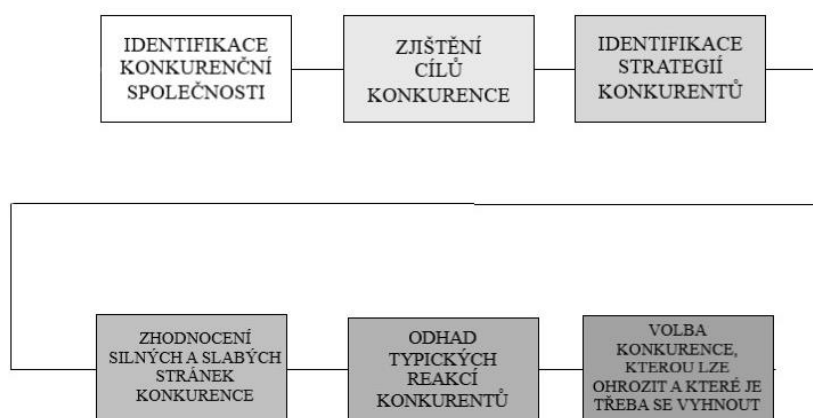 IDENTIFIKACE
KONKURENČNÍ
SPOLEČNOSTI
ZJIŠTĚNÍ
CÍLŮ
KONKURENCE
IDENTIFIKACE
STRATEGIÍ
KONKURENTŮ
ZHODNOCENÍ
SILNÝCH A SLABÝCH
STRÁNEK
KONKURENCE
ODHAD
TYPICKÝCH
REAKCÍ
KONKURENTŮ
VOLBA
KONKURENCE,
KTEROU LZE
OHROZIT A KTERÉ JE
TŘEBA SE VYHNOUT